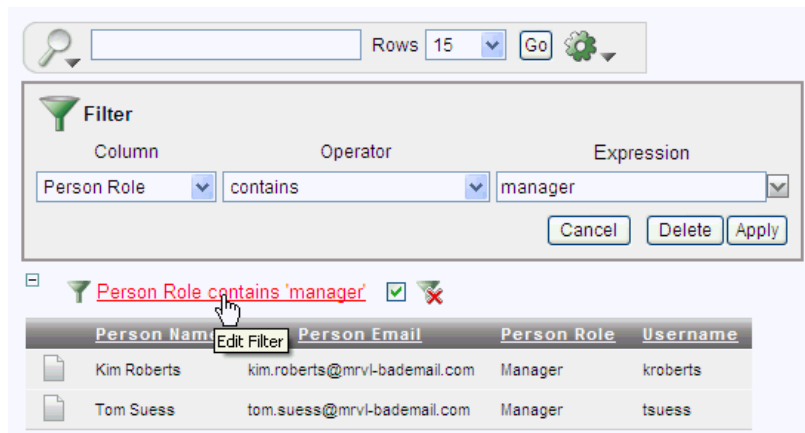 Rows 15 Go
Filter
Column Operator Expression
Person Role contains manager
Cancel Delete Apply
Person Role contains 'manager'
Person Name Person Email Person Role Username
Edit Filter
Kim Roberts kim.roberts@mrvl-bademail.com Manager kroberts
Tom Suess tom.suess@mrvl-bademail.com Manager tsuess